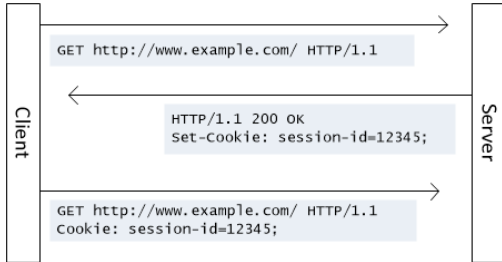 GET http://www.example.com/ HTTP/1.1
HTTP/1.1 200 OK
Set-Cookie: session-id=12345;
GET http://www.example.com/ HTTP/1.1
Cookie: session-id=12345;
Client
Server